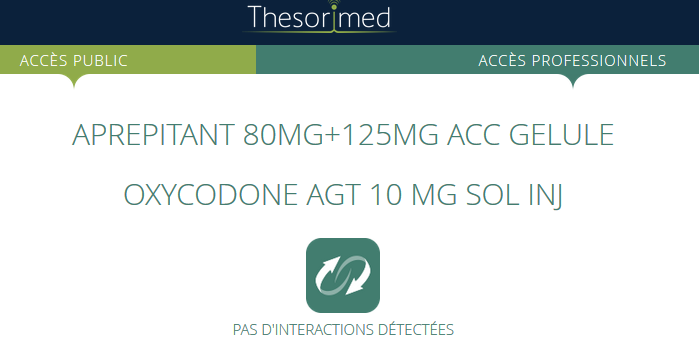 Thesorimed
ACCÈS PUBLIC
ACCÈS PROFESSIONNELS
APREPITANT 80MG+125MG ACC GELULE
OXYCODONE AGT 10 MG SOL INJ
PAS D'INTERACTIONS DÉTECTÉES